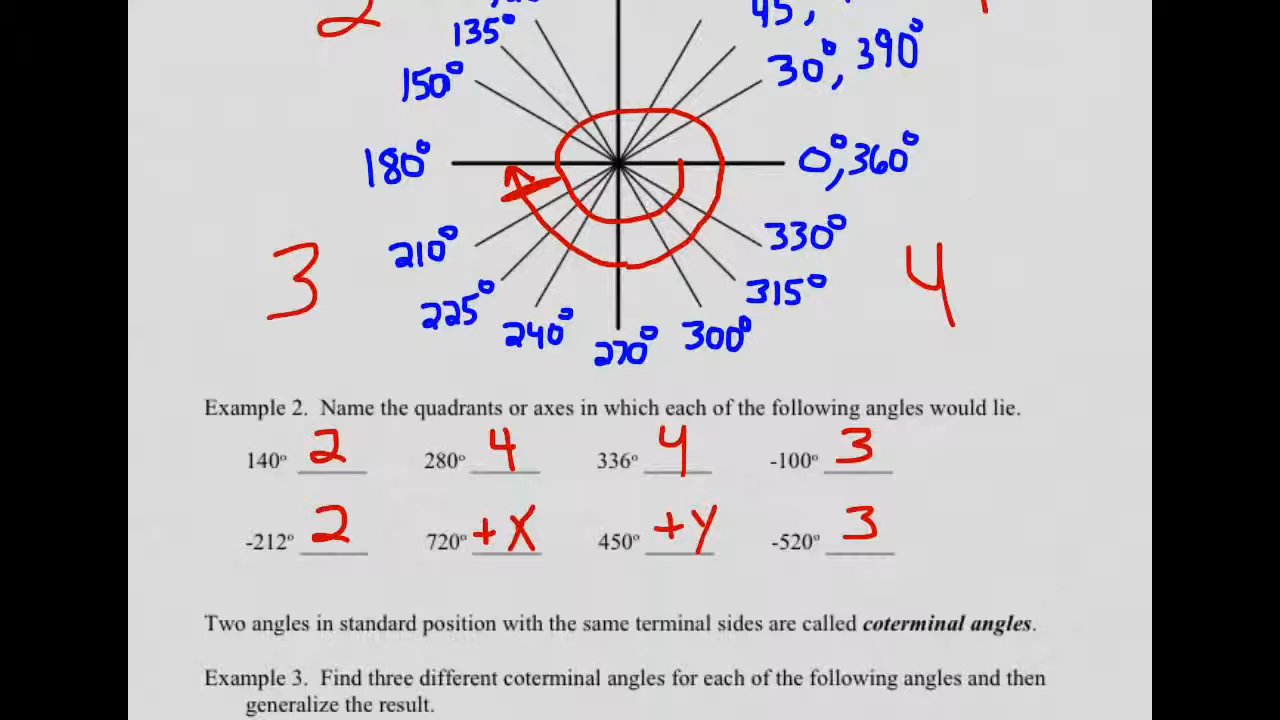 2
135°
45°,
150°
30°, 390°
180°
0°, 360°
210°
330°
3
4
225°
315°
240°
270°
300°
Example 2. Name the quadrants or axes in which each of the following angles would lie.
140° 2 280° 4 336° 4 -100° 3
-212° 2 720° +x 450° +y -520° 3
Two angles in standard position with the same terminal sides are called coterminal angles.
Example 3. Find three different coterminal angles for each of the following angles and then
generalize the result.